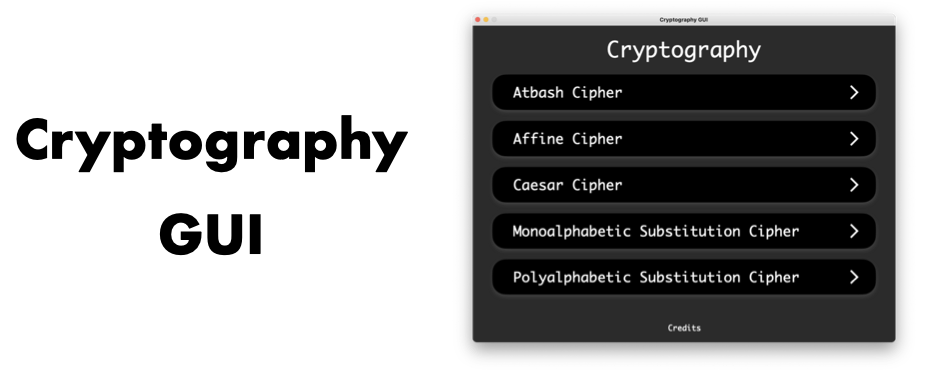 Cryptography
GUI
Cryptography GUI
Cryptography
Atbash Cipher
Affine Cipher
Caesar Cipher
Monoalphabetic Substitution Cipher
Polyalphabetic Substitution Cipher
Credits